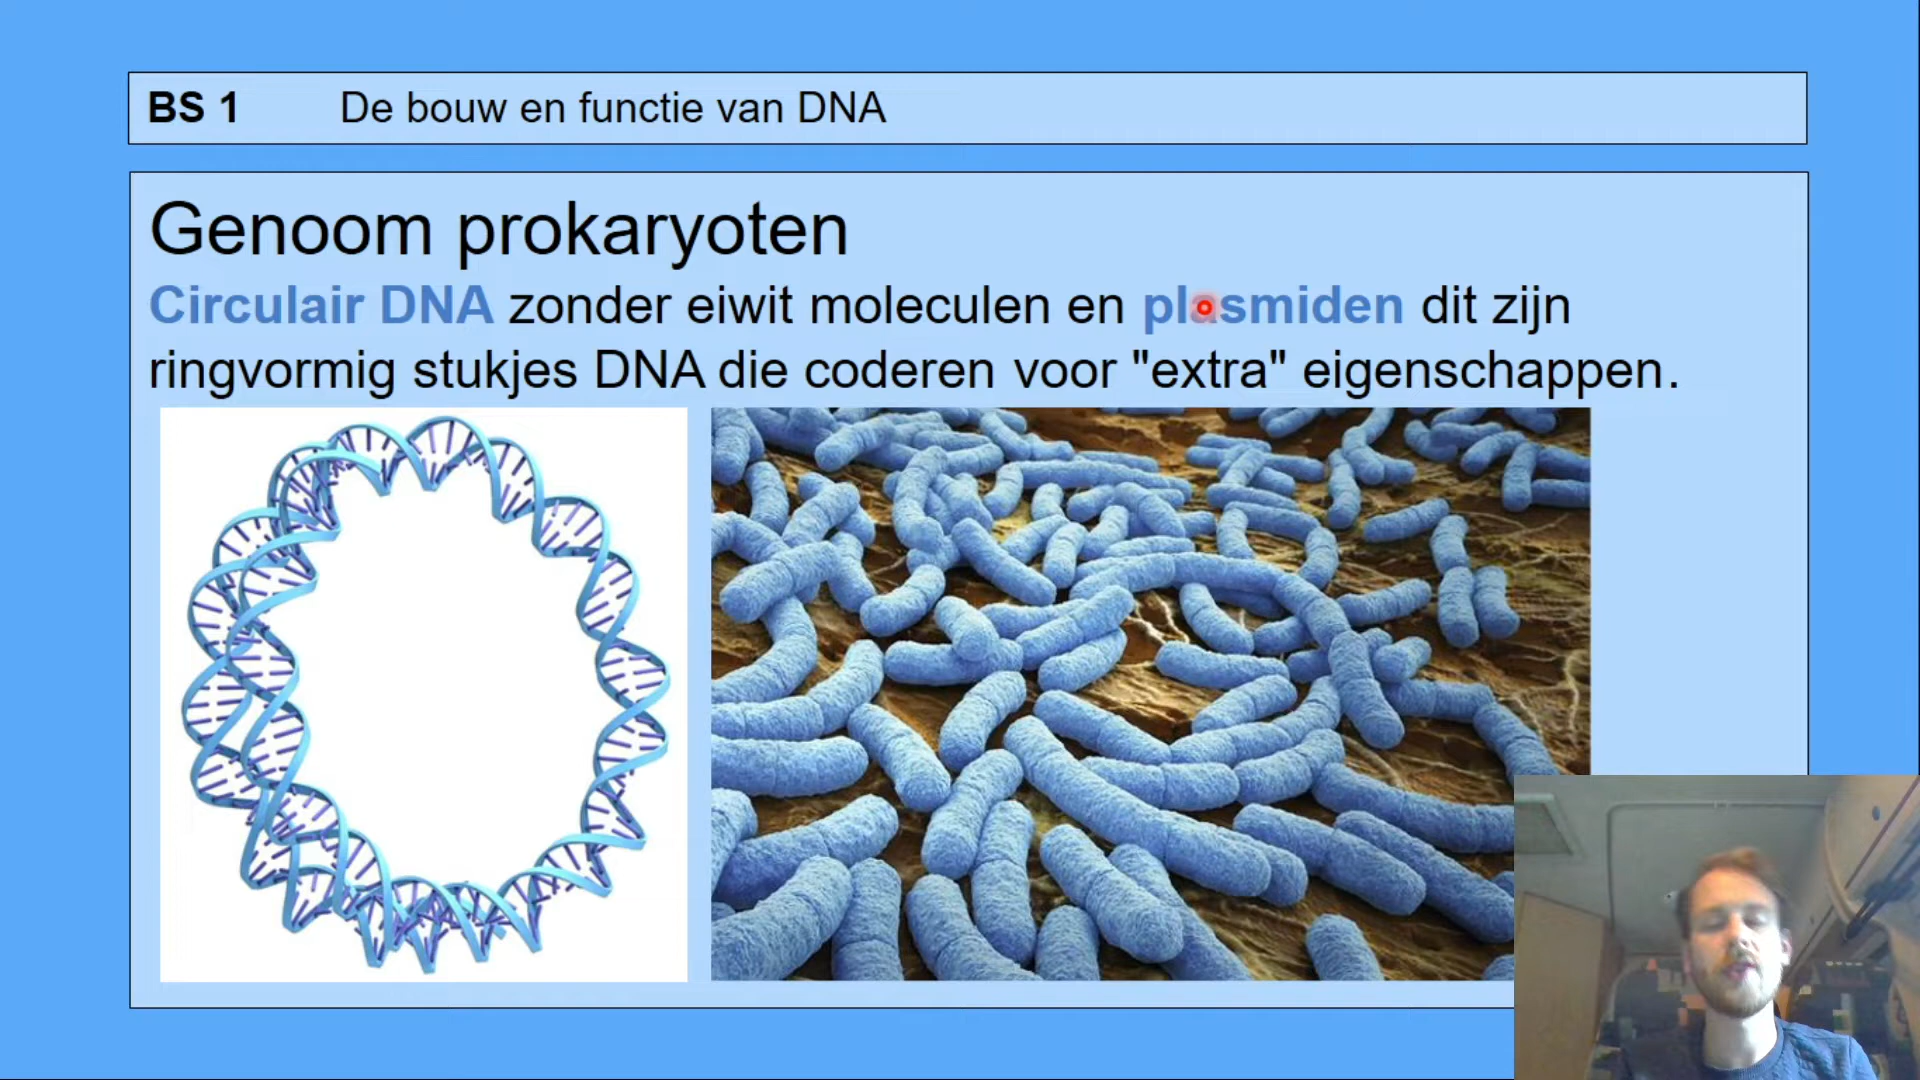 BS 1 De bouw en functie van DNA
Genoom prokaryoten
Circulair DNA zonder eiwit moleculen en plasmiden dit zijn
ringvormig stukjes DNA die coderen voor "extra" eigenschappen.